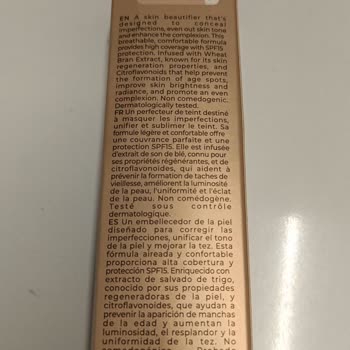 EN A skin beautifier that's
designed to conceal
imperfections, even out skin tone
and enhance the complexion. This
breathable, comfortable formula
provides high coverage with SPF15
protection. Infused with Wheat
Bran Extract, known for its skin
regeneration properties, and
Citroflavonoids that help prevent
the formation of age spots,
improve skin brightness and
radiance, and promote an even
complexion. Non comedogenic.
Dermatologically tested.
FR Un perfecteur de teint destiné
à masquer les imperfections,
unifier et sublimer le teint. Sa
formule légère et confortable offre
une couvrance parfaite et une
protection SPF15. Elle est infusée
d'extrait de son de blé, connu pour
ses propriétés régénérantes, et de
citroflavonoïdes, qui aident à
prévenir la formation de taches de
vieillesse, améliorent la luminosité
de la peau, l'uniformité et l'éclat
de la peau. Non comédogène.
Testé sous contrôle
dermatologique.
ES Un embellecedor de la piel
diseñado para corregir las
imperfecciones, unificar el tono
de la piel y mejorar la tez. Esta
fórmula aireada y confortable
proporciona alta cobertura y
protección SPF15. Enriquecido con
extracto de salvado de trigo,
conocido por sus propiedades
regeneradoras de la piel, y
citroflavonoides, que ayudan a
prevenir la aparición de manchas
de la edad y aumentan la
luminosidad, el resplandor y la
uniformidad de la tez. No
comedogénico. Probado